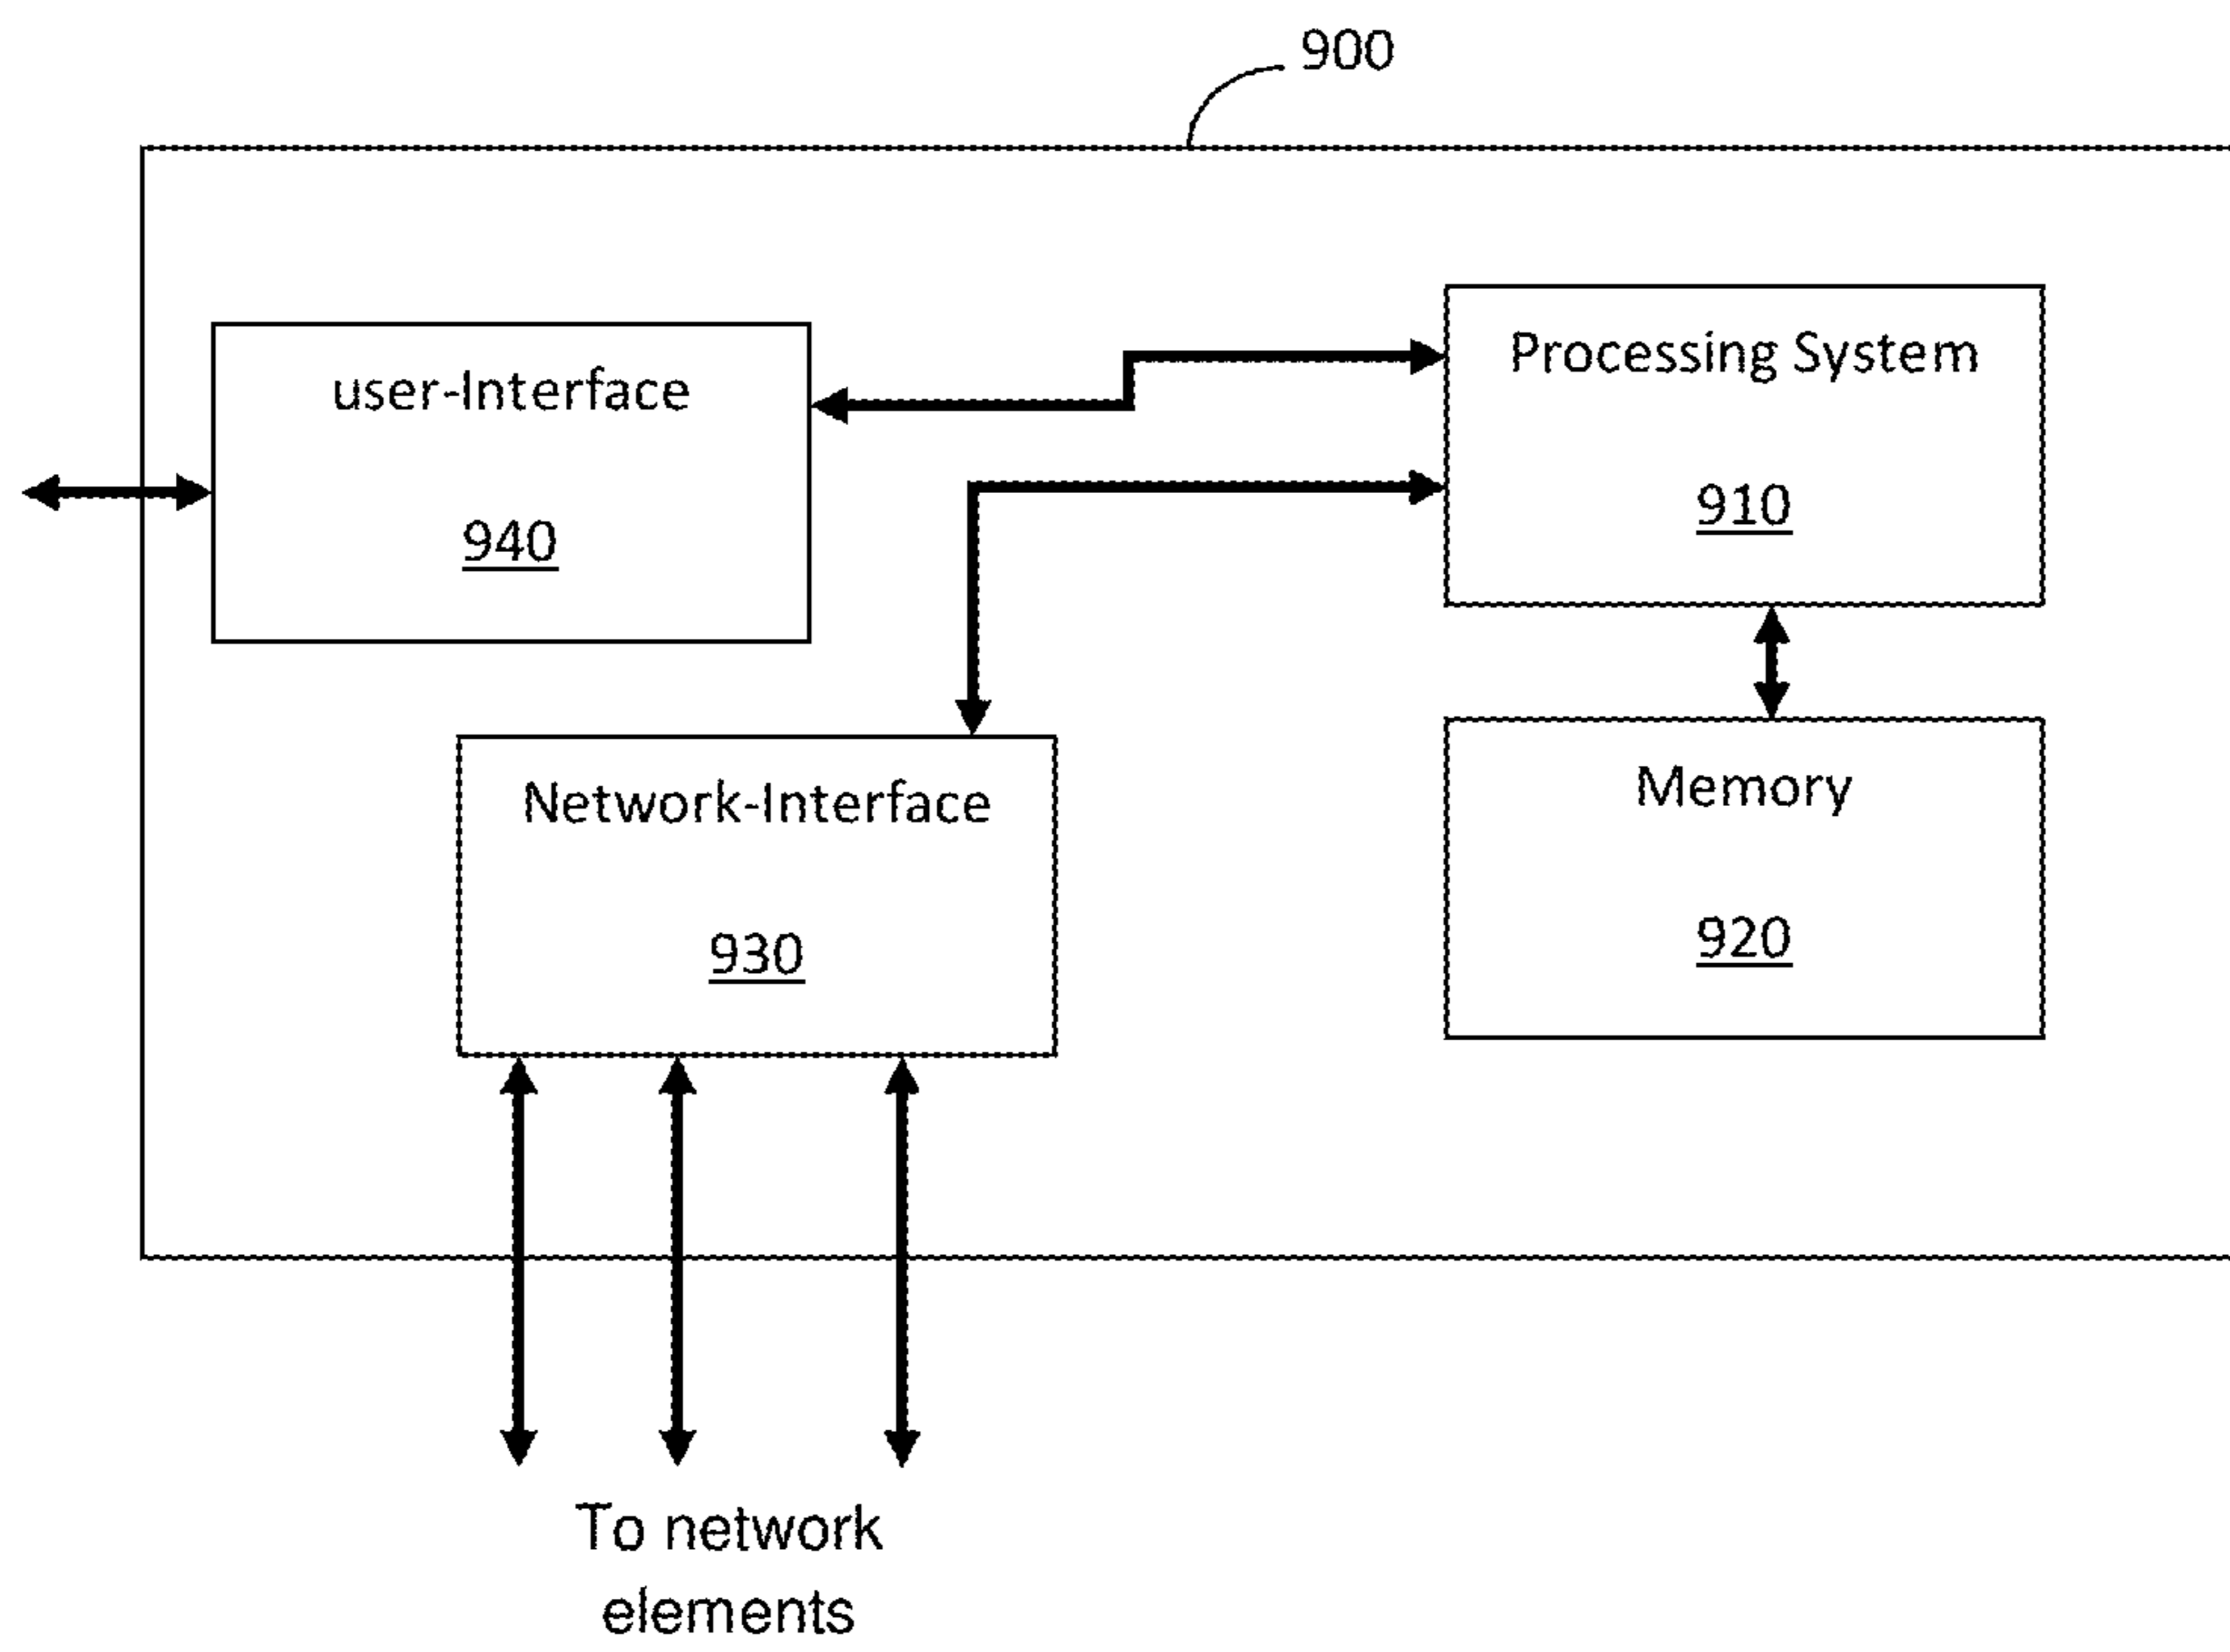 900
user-Interface
940
Processing System
910
Network-Interface
930
Memory
920
To network
elements